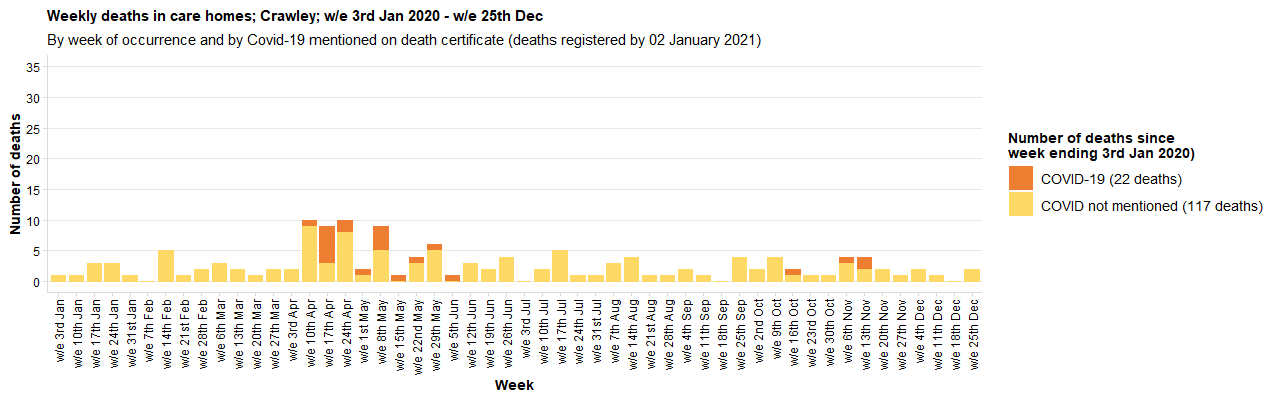 Weekly deaths in care homes; Crawley; w/e 3rd Jan 2020 - w/e 25th Dec
By week of occurrence and by Covid-19 mentioned on death certificate (deaths registered by 02 January 2021)
Number of deaths
35
30
25
20
15
10
5
0
w/e 3rd Jan
w/e 10th Jan
w/e 17th Jan
w/e 24th Jan
w/e 31st Jan
w/e 7th Feb
w/e 14th Feb
w/e 21st Feb
w/e 28th Feb
w/e 6th Mar
w/e 13th Mar
w/e 20th Mar
w/e 27th Mar
w/e 3rd Apr
w/e 10th Apr
w/e 17th Apr
w/e 24th Apr
w/e 1st May
w/e 8th May
w/e 15th May
w/e 22nd May
w/e 29th May
w/e 5th Jun
w/e 12th Jun
w/e 19th Jun
w/e 26th Jun
w/e 3rd Jul
w/e 10th Jul
w/e 17th Jul
w/e 24th Jul
w/e 31st Jul
w/e 7th Aug
w/e 14th Aug
w/e 21st Aug
w/e 28th Aug
w/e 4th Sep
w/e 11th Sep
w/e 18th Sep
w/e 25th Sep
w/e 2nd Oct
w/e 9th Oct
w/e 16th Oct
w/e 23rd Oct
w/e 30th Oct
w/e 6th Nov
w/e 13th Nov
w/e 20th Nov
w/e 27th Nov
w/e 4th Dec
w/e 11th Dec
w/e 18th Dec
w/e 25th Dec
Week
Number of deaths since
week ending 3rd Jan 2020)
COVID-19 (22 deaths)
COVID not mentioned (117 deaths)